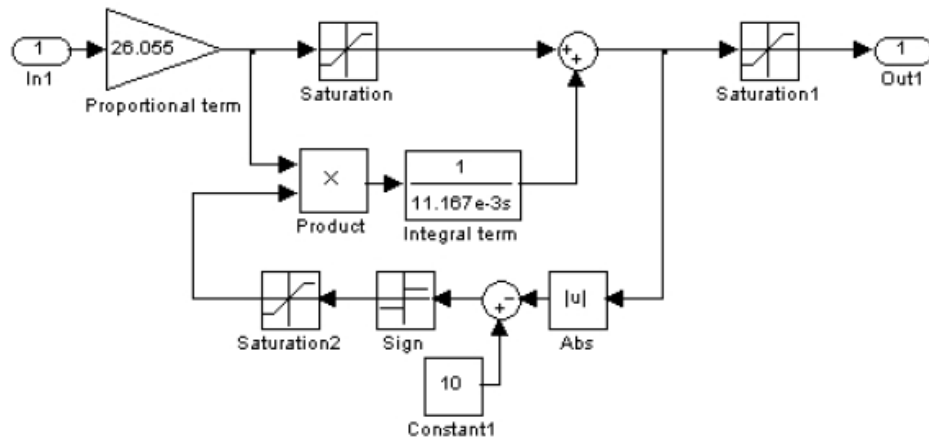 1
In1
26.055
Proportional term
Saturation
+
+
Saturation1
1
Out1
×
Product
1
11.167e-3s
Integral term
Saturation2
Sign
−
+
|u|
Abs
10
Constant1